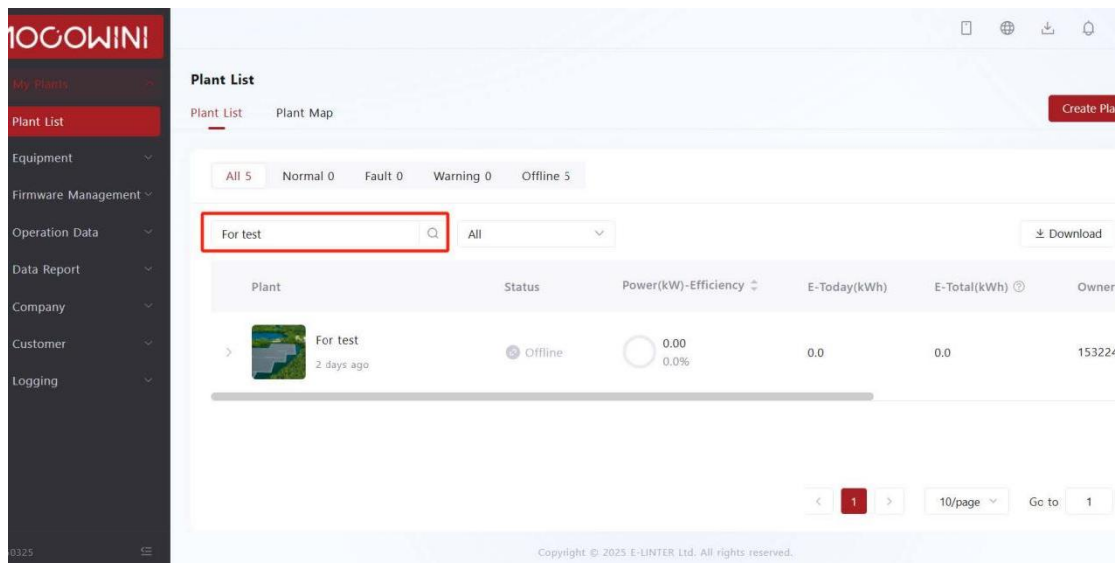 MOCOWINI
My Plants
Plant List
Equipment
Firmware Management
Operation Data
Data Report
Company
Customer
Logging
0325
Plant List
Plant List Plant Map
Create Pla
All 5 Normal 0 Fault 0 Warning 0 Offline 5
For test All Download
Plant Status Power(kW)-Efficiency E-Today(kWh) E-Total(kWh) Owner
For test Offline 0.00 0.0 0.0 153224
2 days ago 0.0%
1 10/page Go to 1
Copyright © 2025 E-LINTER Ltd. All rights reserved.